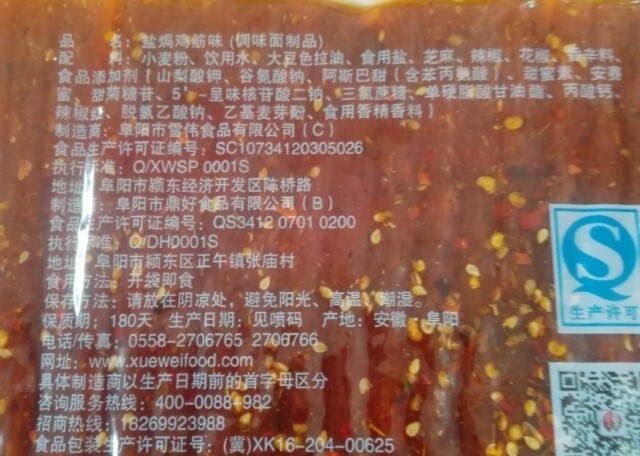 品 名：盐焗鸡筋味（调味面制品）
配 料：小麦粉、饮用水、大豆色拉油、食用盐、芝麻、辣椒、花椒、香辛料、
食品添加剂（山梨酸钾、谷氨酸钠、阿斯巴甜（含苯丙氨酸）、甜蜜素、安赛
蜜、甜菊糖苷、5'-呈味核苷酸二钠、三氯蔗糖、单硬脂酸甘油酯、丙酸钙、
辣椒红、脱氢乙酸钠、乙基麦芽酚、食用香精香料）
制造商：阜阳市雪伟食品有限公司（C）
食品生产许可证编号：SC10734120305026
执行标准：Q/XWSP 0001S
地址：阜阳市颍东经济开发区陈桥路
制造商：阜阳市鼎好食品有限公司（B）
食品生产许可证编号：QS3412 0701 0200
执行标准：Q/DH0001S
地址：阜阳市颍东区正午镇张庙村
食用方法：开袋即食
保存方法：请放在阴凉处，避免阳光、高温、潮湿。
保质期：180天 生产日期：见喷码 产地：安徽·阜阳
电话/传真：0558-2706765 2706766
网址：www.xueweifood.com
具体制造商以生产日期前的首字母区分
咨询服务热线：400-0088-982
招商热线：18269923988
食品包装生产许可证号：(冀)XK16-204-00625
生产许可